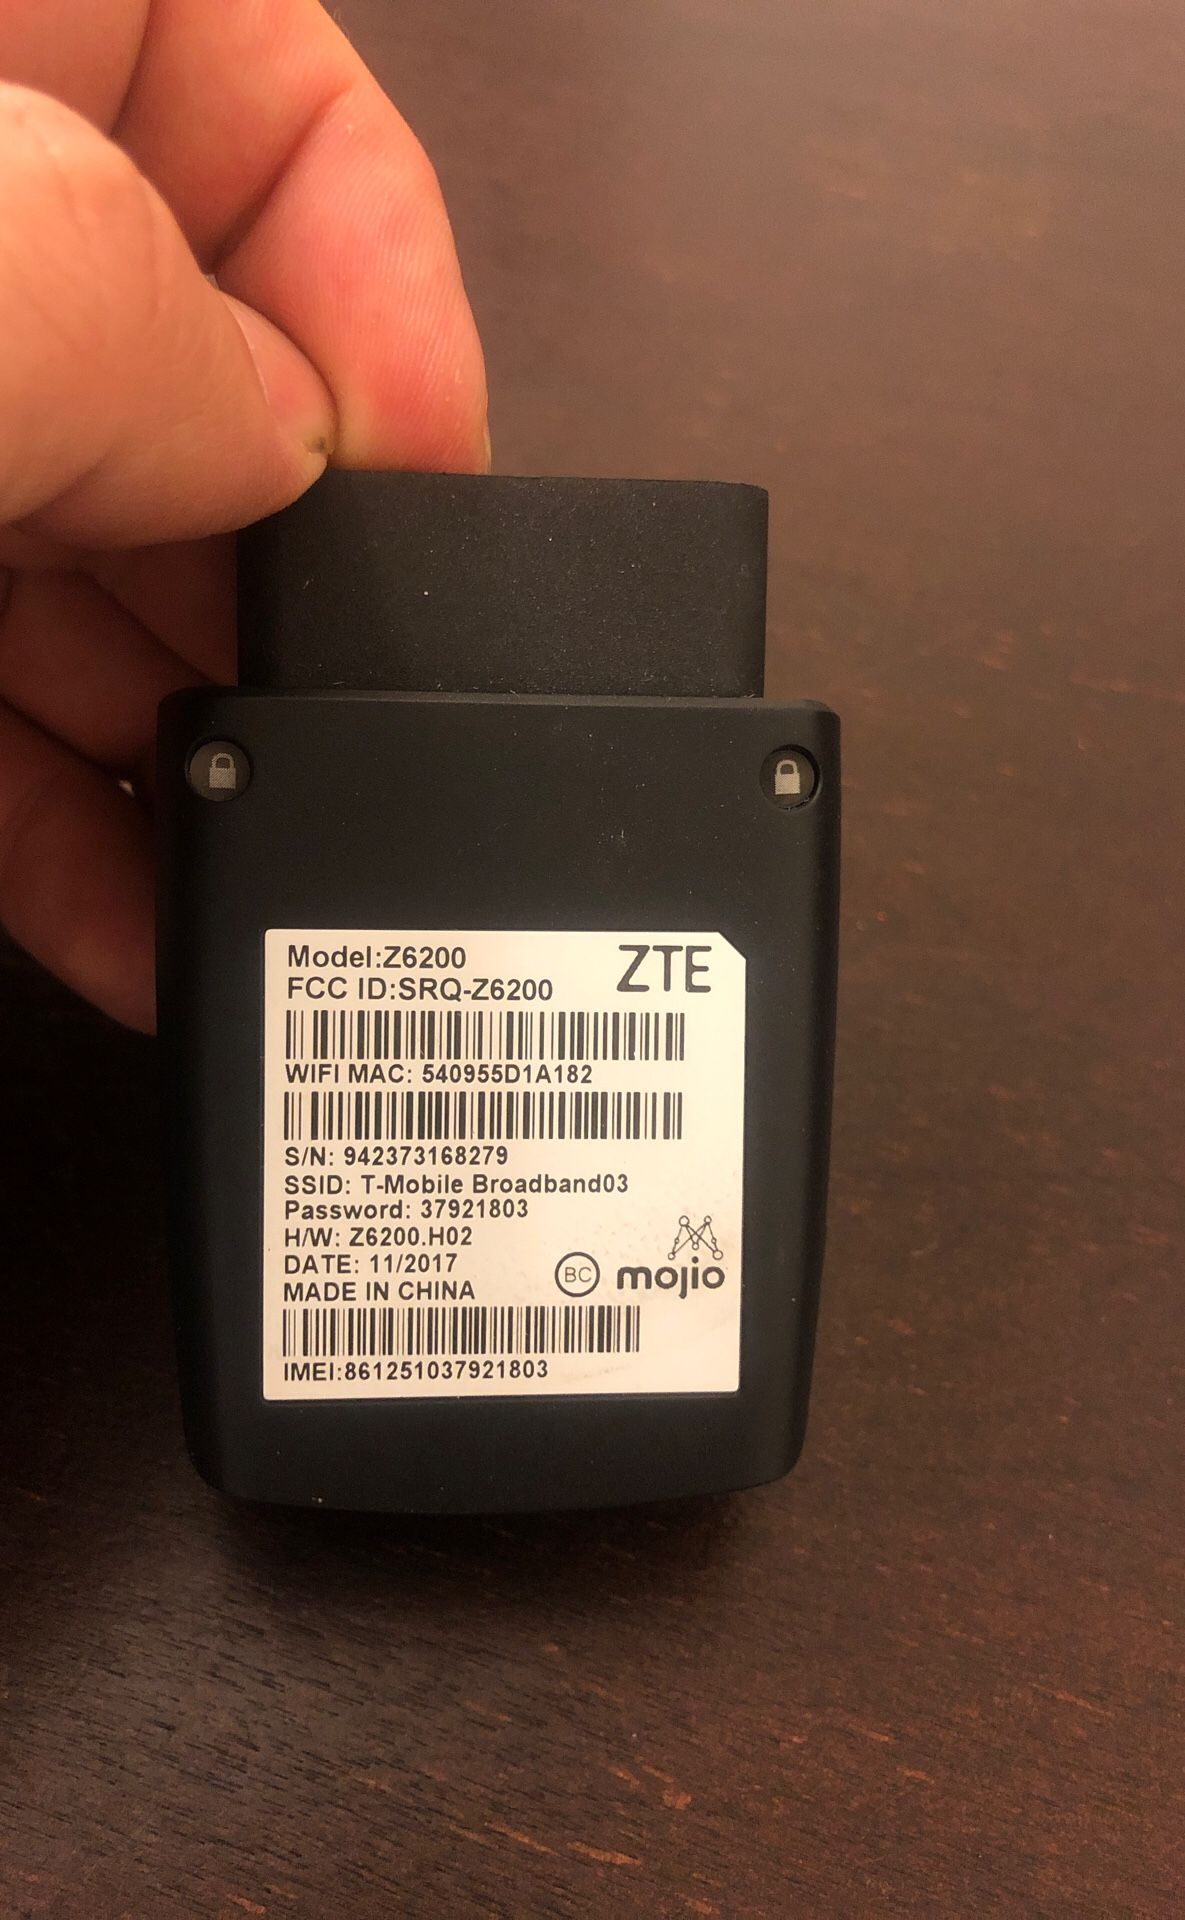 Model:Z6200
ZTE
FCC ID:SRQ-Z6200
WIFI MAC: 540955D1A182
S/N: 942373168279
SSID: T-Mobile Broadband03
Password: 37921803
H/W: Z6200.H02
DATE: 11/2017
BC mojio
MADE IN CHINA
IMEI:861251037921803